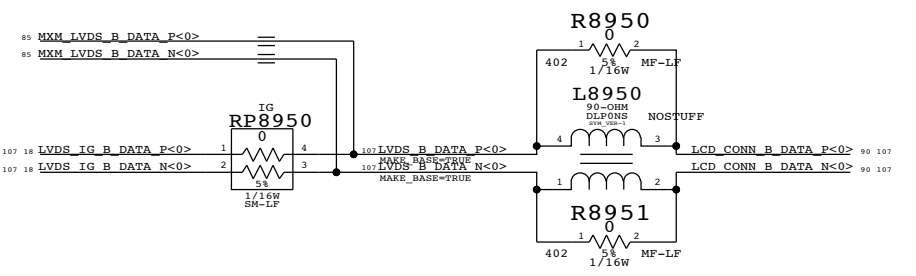 R8950
0
1 2
402 5% MF-LF
1/16W
85 MXM_LVDS_B_DATA_P<0>
85 MXM_LVDS_B_DATA_N<0>
L8950
90-OHM
DLP0NS
SYM_VER-1
NOSTUFF
4 3
1 2
IG
RP8950
0
1 4
2 3
5%
1/16W
SM-LF
107 18 LVDS_IG_B_DATA_P<0>
107 18 LVDS_IG_B_DATA_N<0>
107 LVDS_B_DATA_P<0>
MAKE_BASE=TRUE
107 LVDS_B_DATA_N<0>
MAKE_BASE=TRUE
LCD_CONN_B_DATA_P<0> 90 107
LCD_CONN_B_DATA_N<0> 90 107
R8951
0
1 2
402 5% MF-LF
1/16W